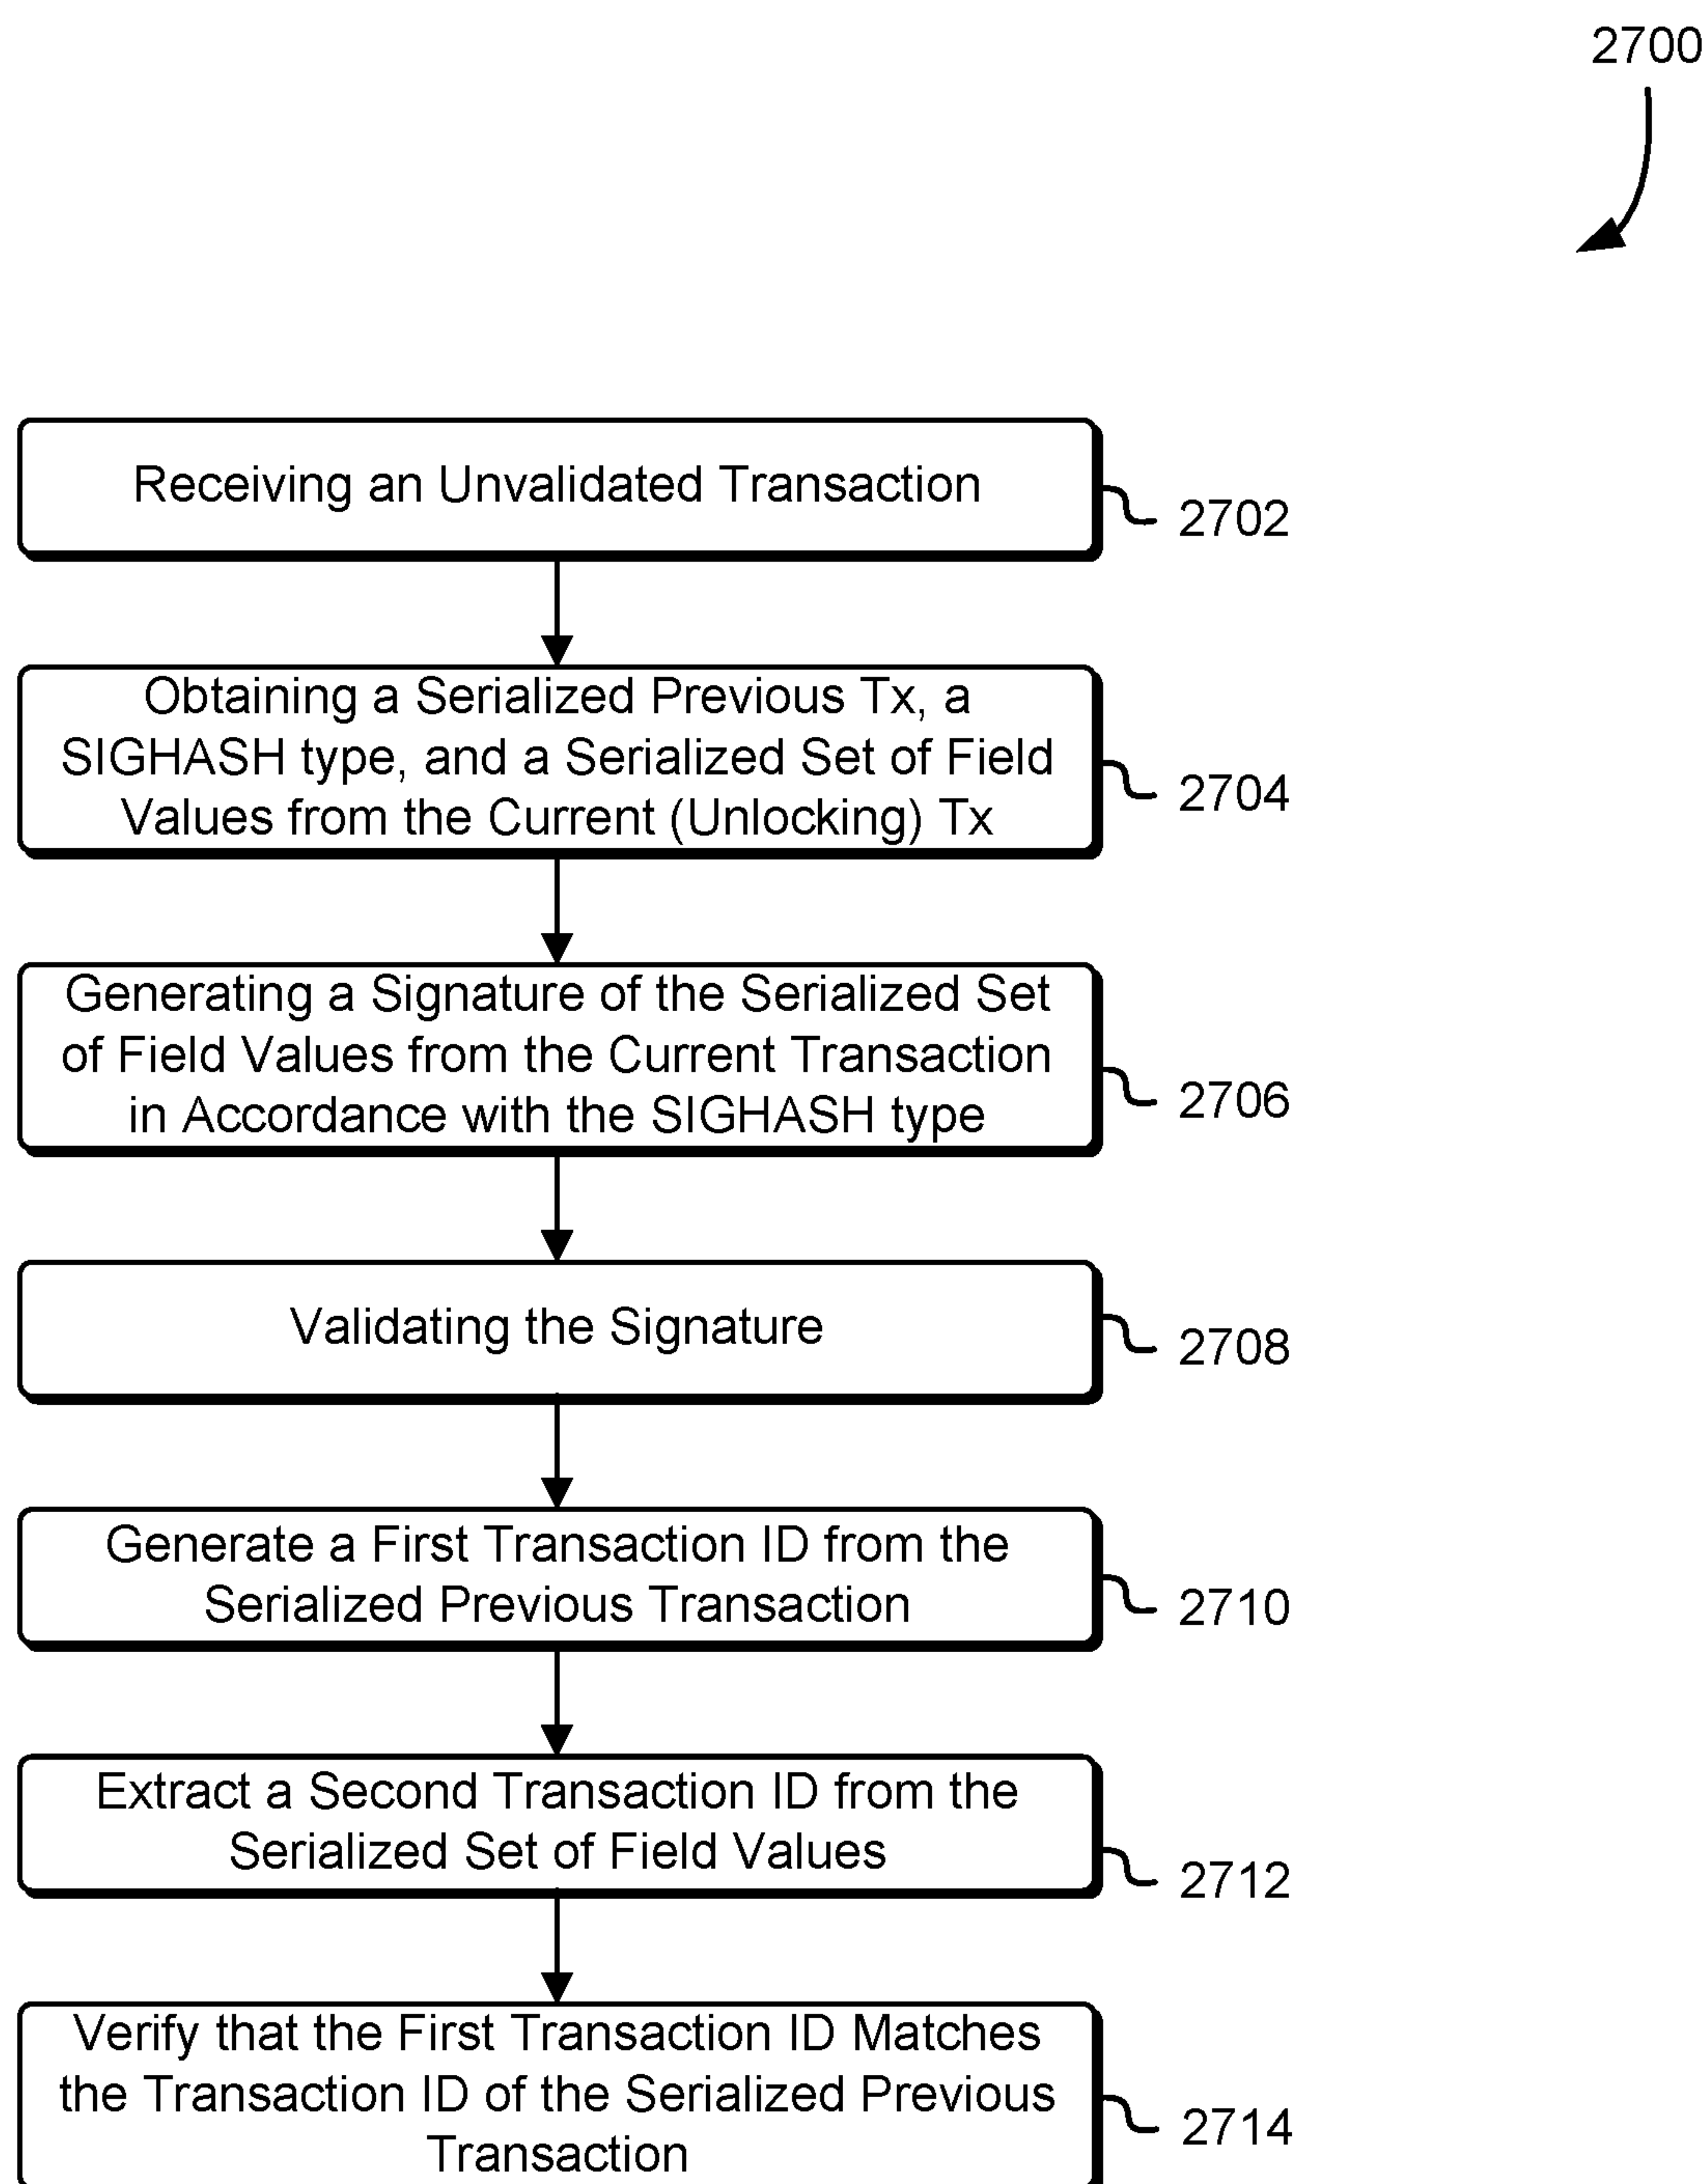 2700
Receiving an Unvalidated Transaction
2702
Obtaining a Serialized Previous Tx, a
SIGHASH type, and a Serialized Set of Field
Values from the Current (Unlocking) Tx
2704
Generating a Signature of the Serialized Set
of Field Values from the Current Transaction
in Accordance with the SIGHASH type
2706
Validating the Signature
2708
Generate a First Transaction ID from the
Serialized Previous Transaction
2710
Extract a Second Transaction ID from the
Serialized Set of Field Values
2712
Verify that the First Transaction ID Matches
the Transaction ID of the Serialized Previous
Transaction
2714